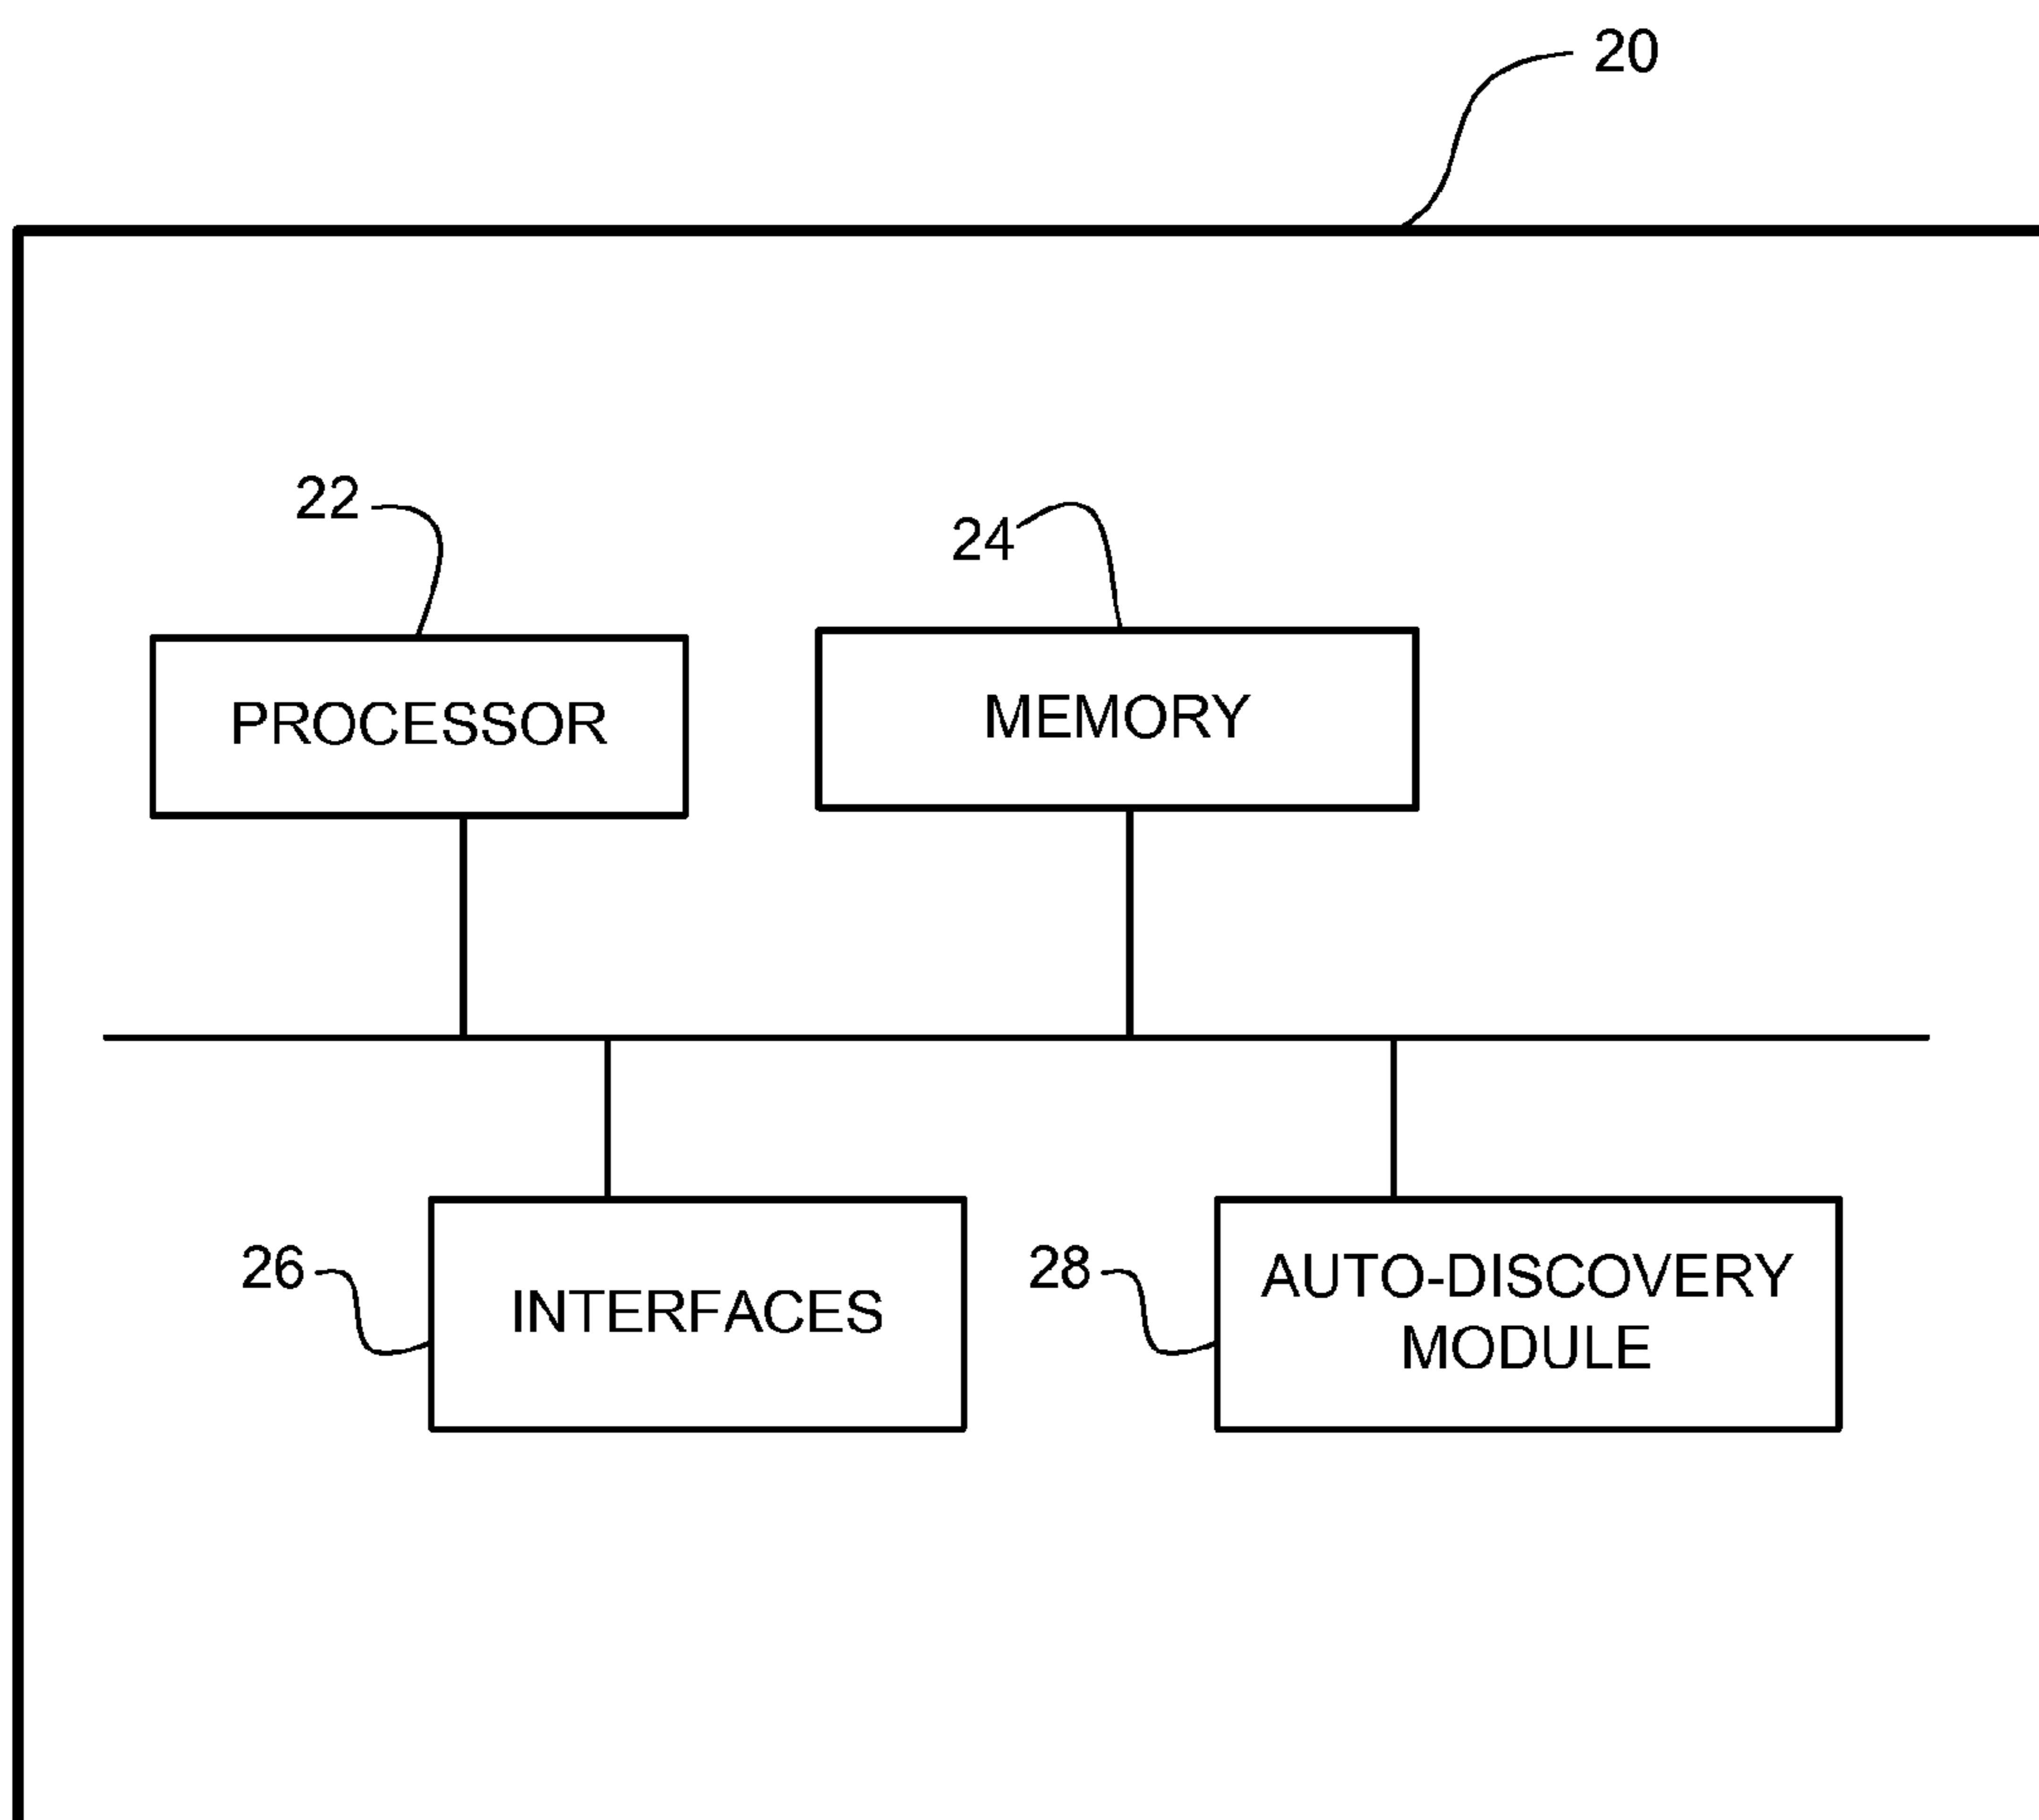 20
22
24
PROCESSOR
MEMORY
26
INTERFACES
28
AUTO-DISCOVERY
MODULE